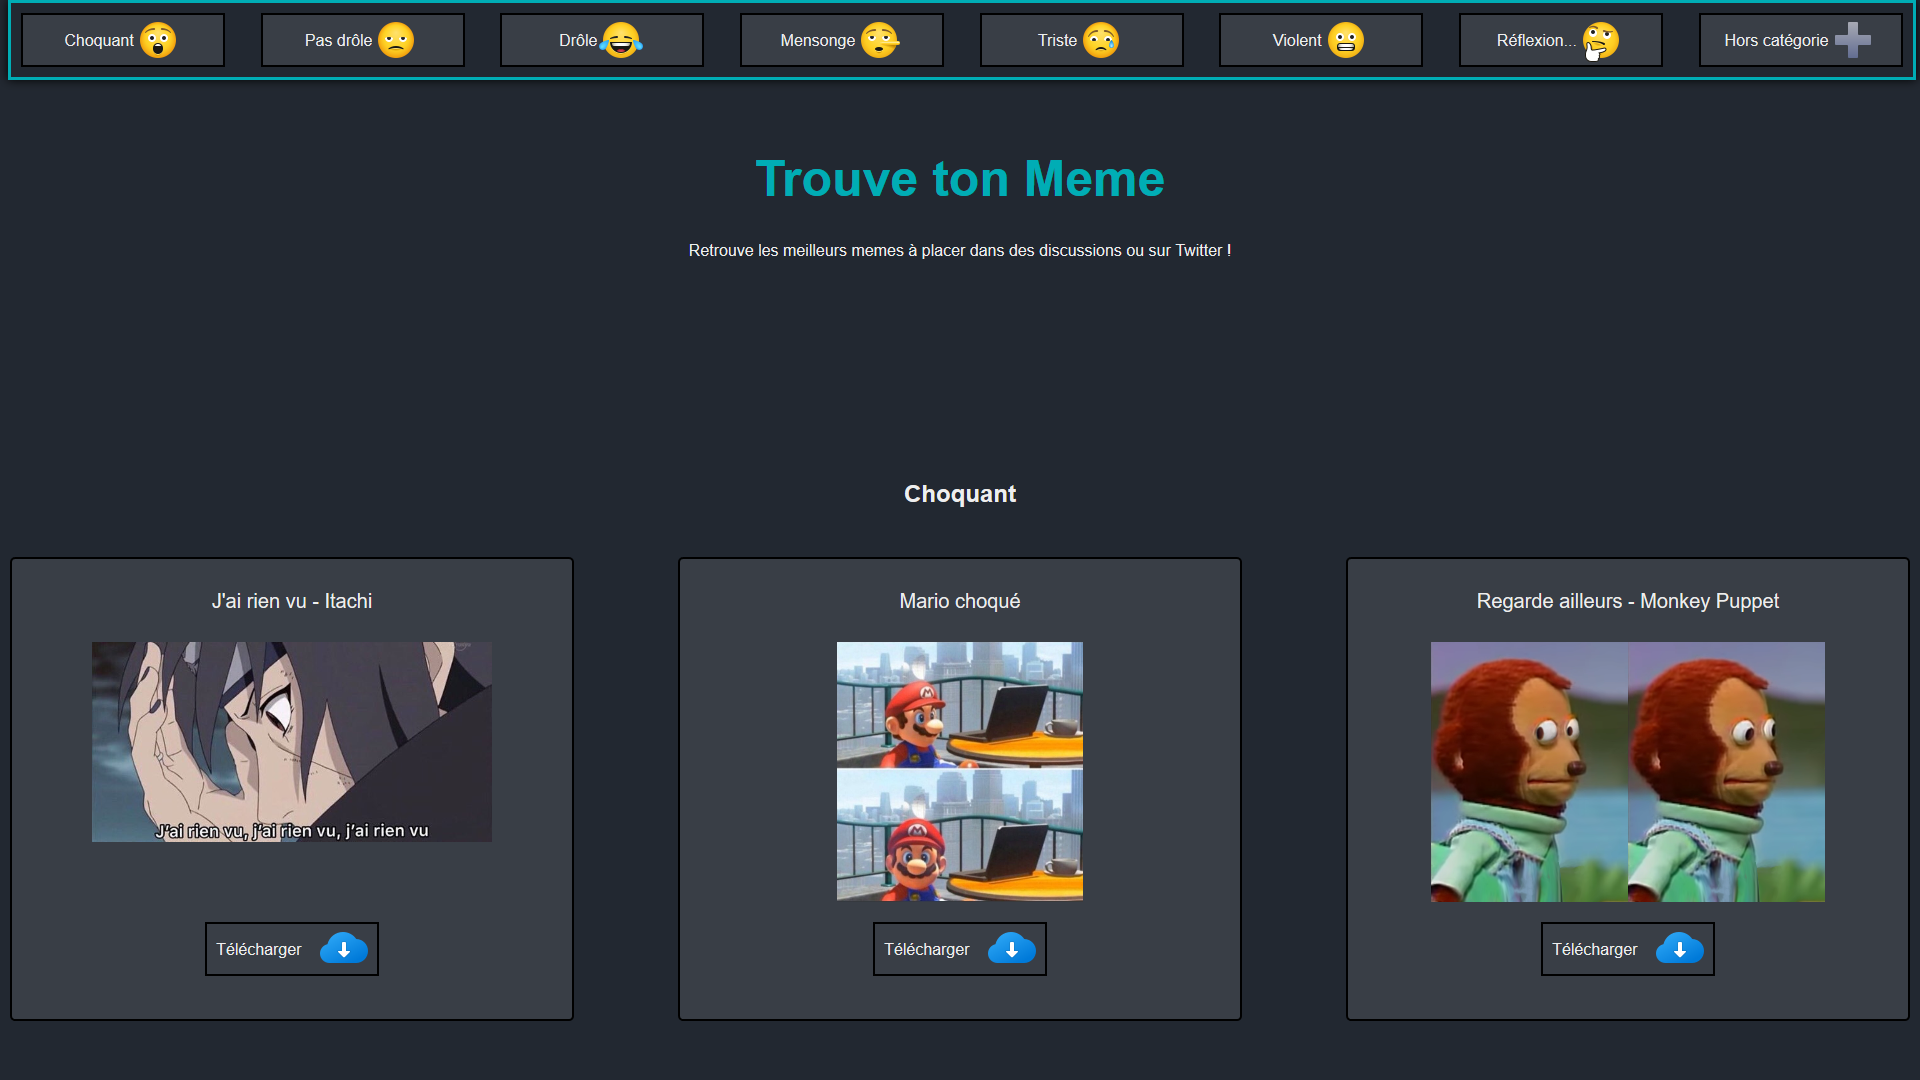 Choquant
Pas drôle
Drôle
Mensonge
Triste
Violent
Réflexion...
Hors catégorie
Trouve ton Meme
Retrouve les meilleurs memes à placer dans des discussions ou sur Twitter !
Choquant
J'ai rien vu - Itachi
Mario choqué
Regarde ailleurs - Monkey Puppet
J'ai rien vu, j'ai rien vu, j'ai rien vu
Télécharger
Télécharger
Télécharger